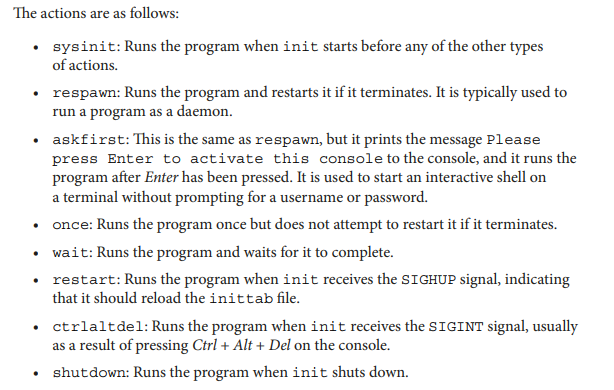 The actions are as follows:
• sysinit: Runs the program when init starts before any of the other types
of actions.
• respawn: Runs the program and restarts it if it terminates. It is typically used to
run a program as a daemon.
• askfirst: This is the same as respawn, but it prints the message Please
press Enter to activate this console to the console, and it runs the
program after Enter has been pressed. It is used to start an interactive shell on
a terminal without prompting for a username or password.
• once: Runs the program once but does not attempt to restart it if it terminates.
• wait: Runs the program and waits for it to complete.
• restart: Runs the program when init receives the SIGHUP signal, indicating
that it should reload the inittab file.
• ctrlaltdel: Runs the program when init receives the SIGINT signal, usually
as a result of pressing Ctrl + Alt + Del on the console.
• shutdown: Runs the program when init shuts down.